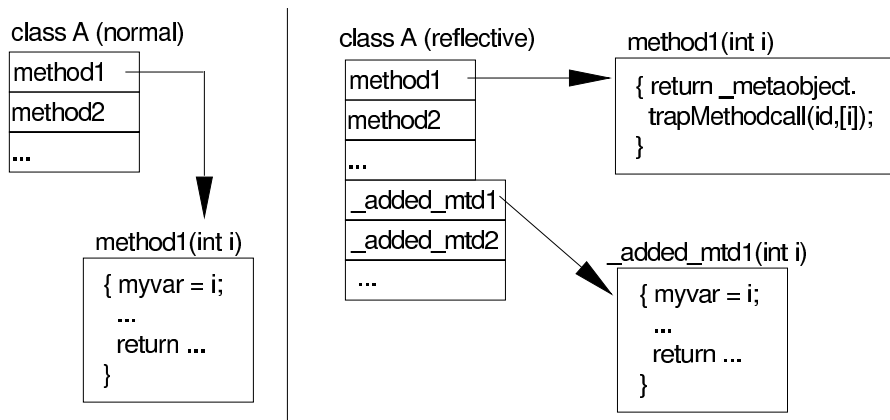 class A (normal)
method1
method2
...
method1(int i)
{ myvar = i;
...
return ...
}
class A (reflective)
method1
method2
...
_added_mtd1
_added_mtd2
...
method1(int i)
{ return _metaobject.
trapMethodcall(id,[i]);
}
_added_mtd1(int i)
{ myvar = i;
...
return ...
}